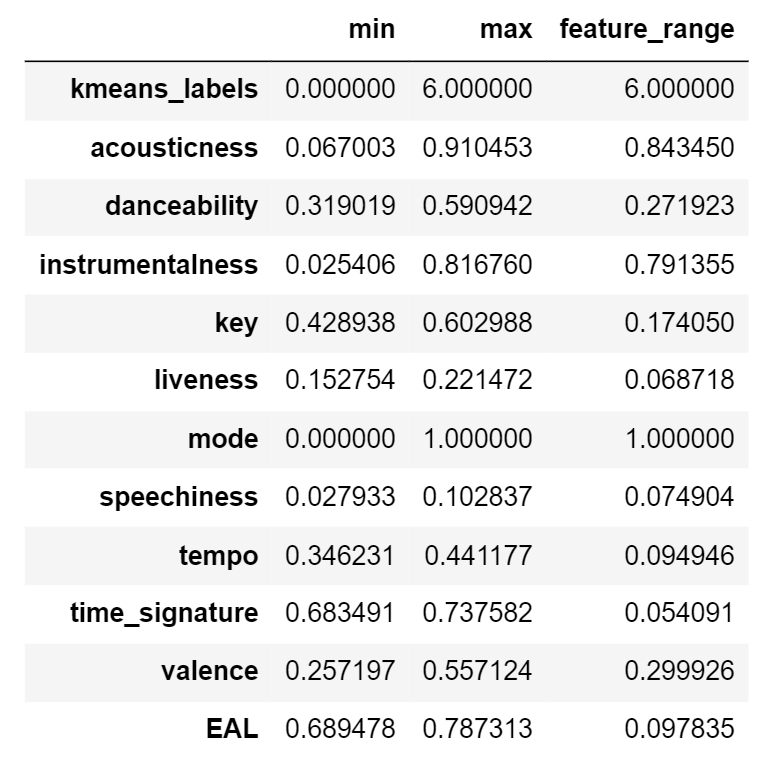 min max feature_range
kmeans_labels 0.000000 6.000000 6.000000
acousticness 0.067003 0.910453 0.843450
danceability 0.319019 0.590942 0.271923
instrumentalness 0.025406 0.816760 0.791355
key 0.428938 0.602988 0.174050
liveness 0.152754 0.221472 0.068718
mode 0.000000 1.000000 1.000000
speechiness 0.027933 0.102837 0.074904
tempo 0.346231 0.441177 0.094946
time_signature 0.683491 0.737582 0.054091
valence 0.257197 0.557124 0.299926
EAL 0.689478 0.787313 0.097835